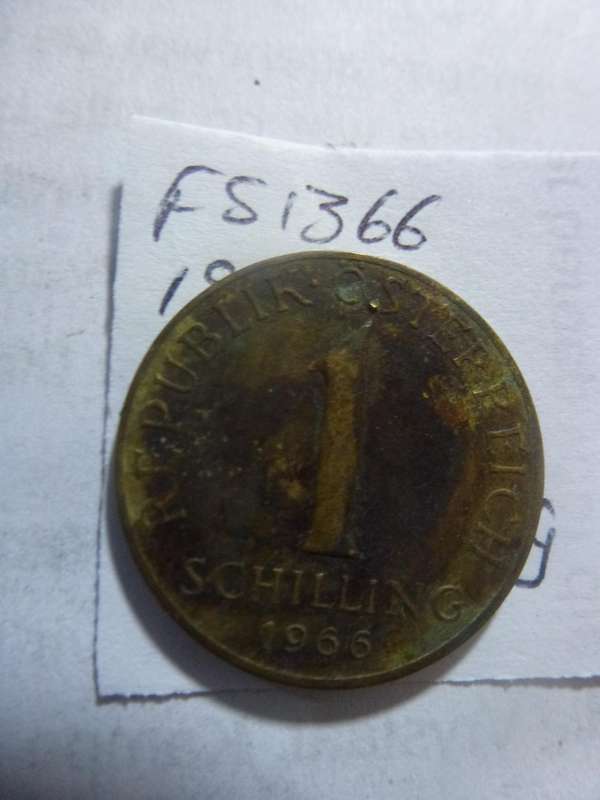 FS1366
REPUBLIK · ÖSTERREICH
1
SCHILLING
1966